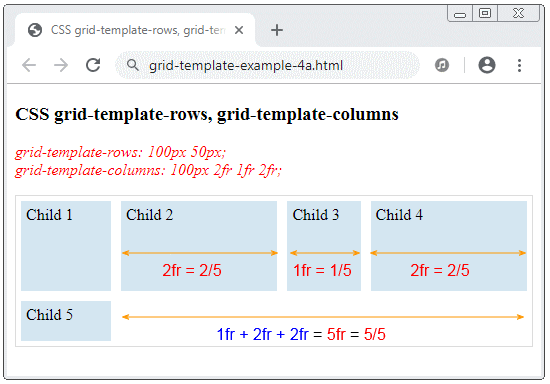 CSS grid-template-rows, grid-tem
grid-template-example-4a.html
CSS grid-template-rows, grid-template-columns
grid-template-rows: 100px 50px;
grid-template-columns: 100px 2fr 1fr 2fr;
Child 1 Child 2 Child 3 Child 4
2fr = 2/5 1fr = 1/5 2fr = 2/5
Child 5
1fr + 2fr + 2fr = 5fr = 5/5